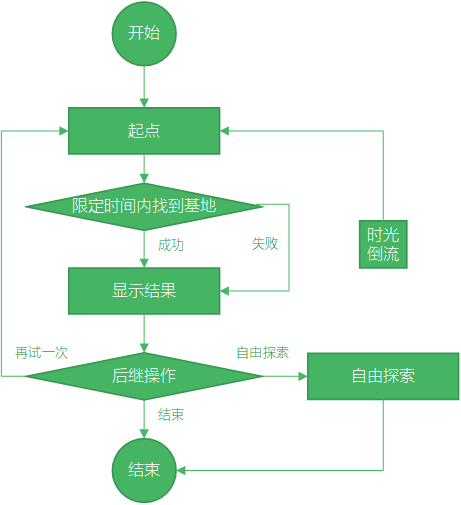 开始
起点
限定时间内找到基地
时光
倒流
成功
失败
显示结果
再试一次
自由探索
后继操作
自由探索
结束
结束